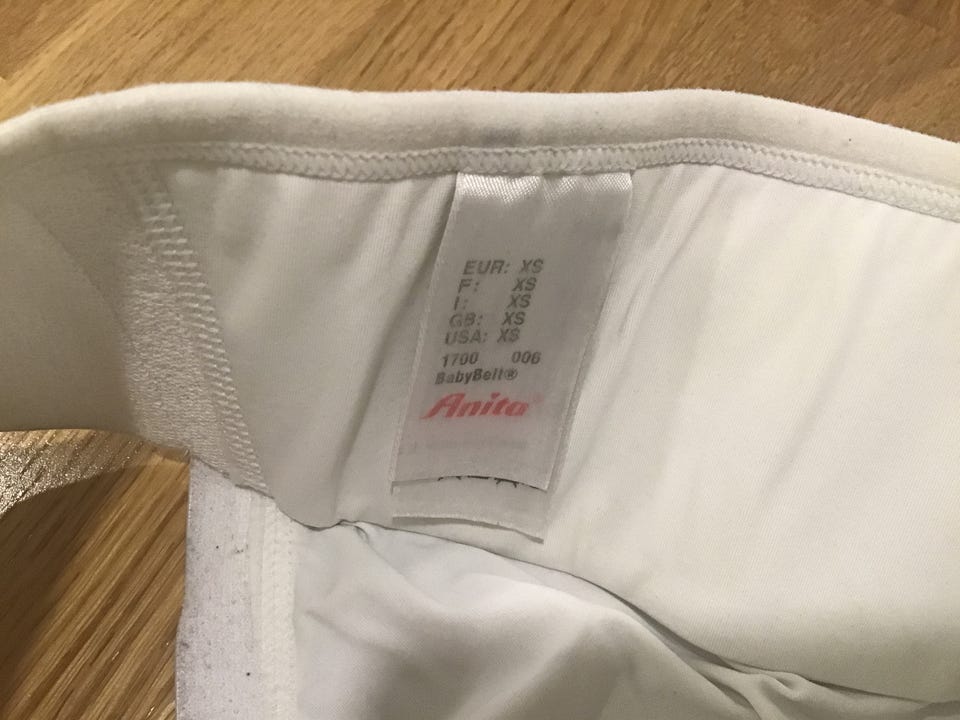 EUR: XS
F: XS
I: XS
GB: XS
USA: XS
1700 006
BabyBelt®
Anita®